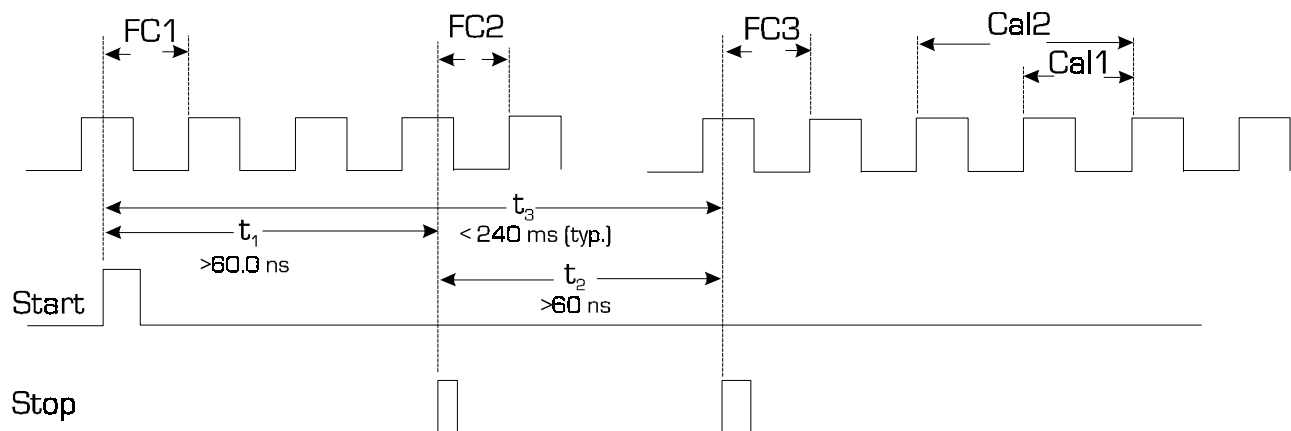 FC1
FC2
FC3
Cal2
Cal1
t₃
< 240 ms (typ.)
t₁
>60.0 ns
t₂
>60 ns
Start
Stop